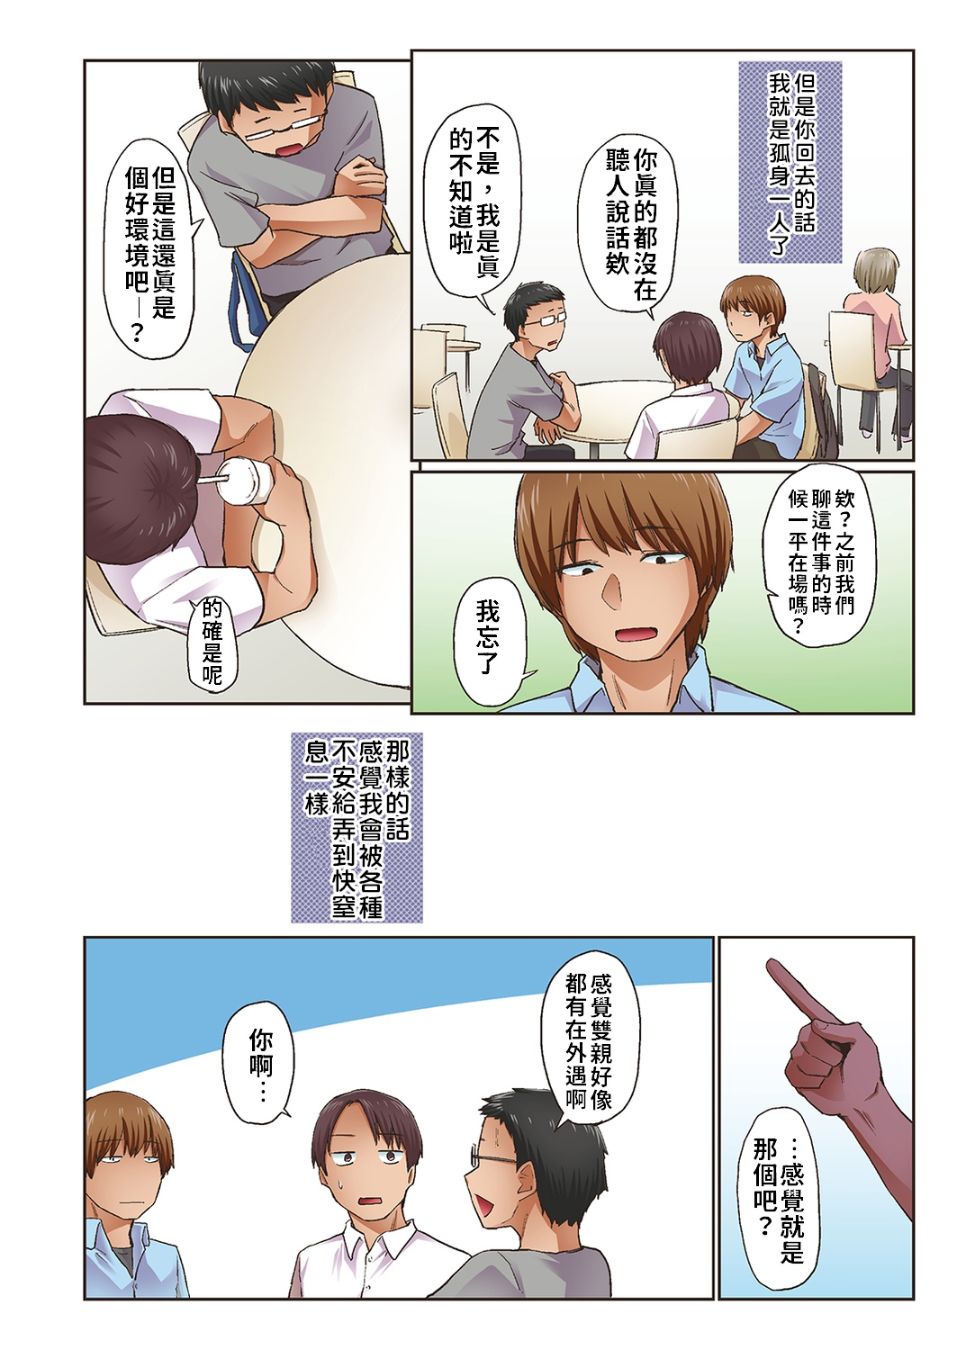 但是你回去的話
我就是孤身一人了
你真的都沒在
聽人說話欸
不是，我是真
的不知道啦
欸？之前我們
聊這件事的時
候一平在場嗎？
我忘了
但是這還真是
個好環境吧—？
的確是呢
那樣的話
感覺我會被各種
不安給弄到快窒
息一樣
…感覺就是
那個吧？
感覺雙親好像
都有在外遇啊
你啊…